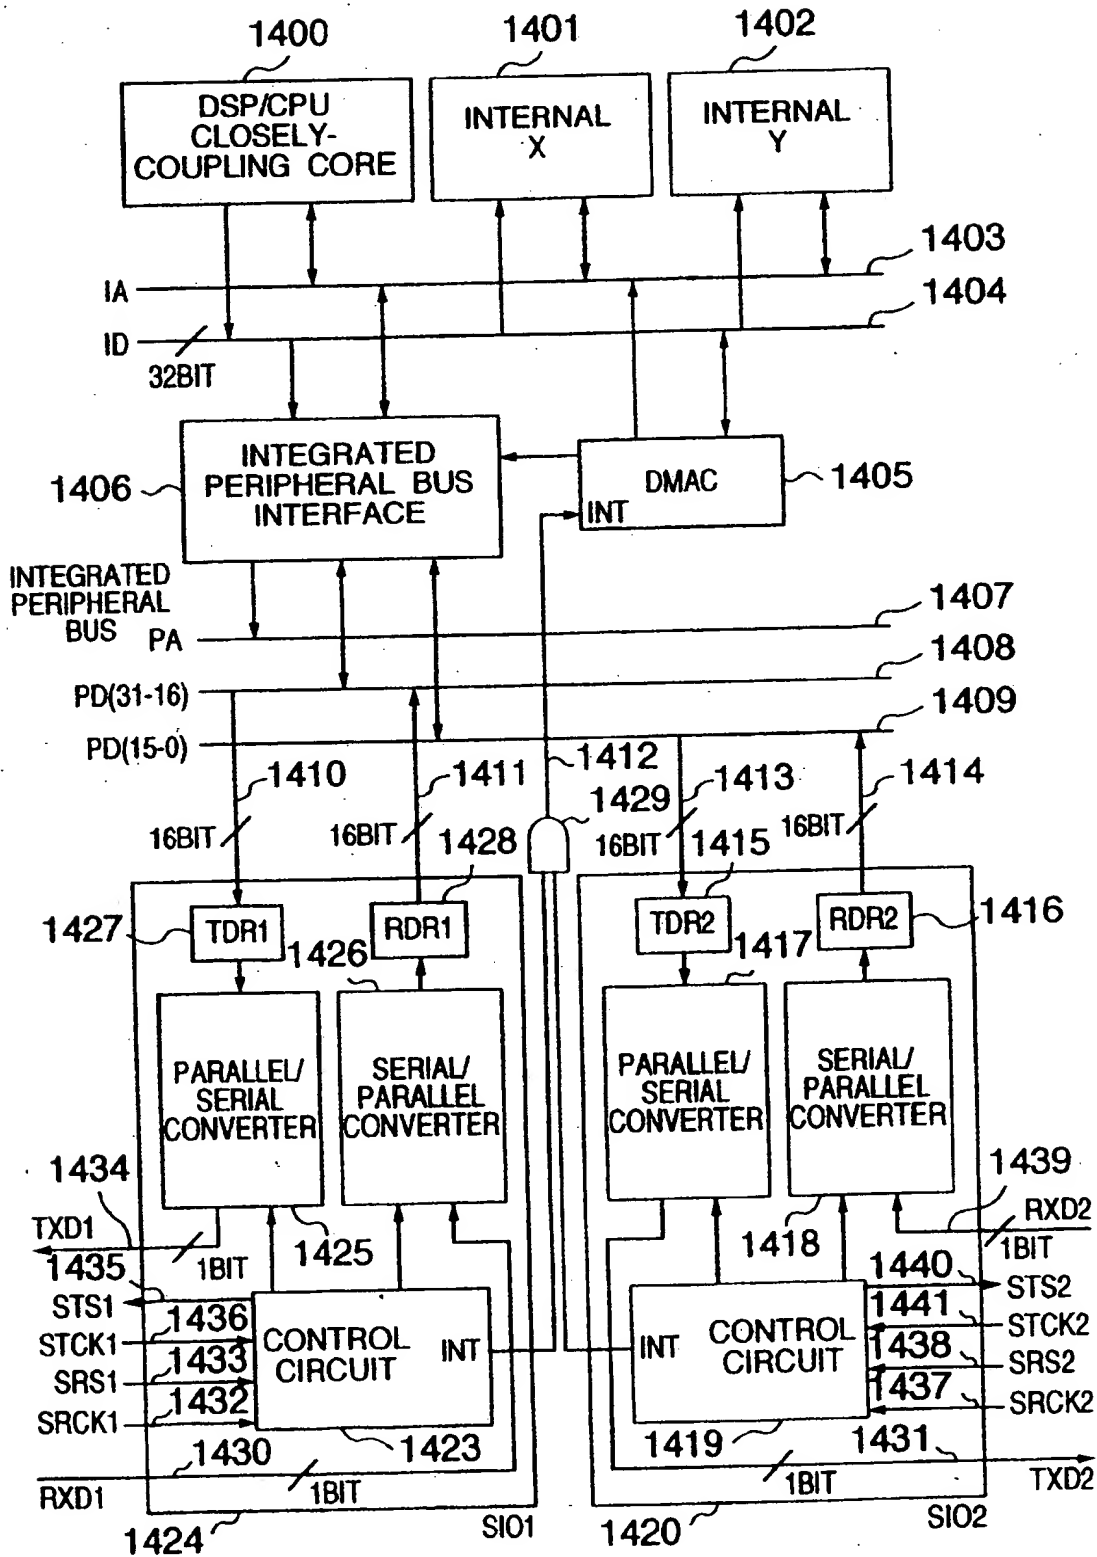 1400
1401
1402
DSP/CPU
CLOSELY-
COUPLING CORE
INTERNAL
X
INTERNAL
Y
1403
IA
1404
ID
32BIT
INTEGRATED
PERIPHERAL BUS
INTERFACE
1406
DMAC
INT
1405
INTEGRATED
PERIPHERAL
BUS
PA
1407
1408
PD(31-16)
1409
PD(15-0)
1410
1411
1412
1413
1414
1429
16BIT
16BIT
16BIT
16BIT
1428
1415
1427
TDR1
RDR1
TDR2
RDR2
1416
1426
1417
PARALLEL/
SERIAL
CONVERTER
SERIAL/
PARALLEL
CONVERTER
PARALLEL/
SERIAL
CONVERTER
SERIAL/
PARALLEL
CONVERTER
1434
TXD1
1BIT
1425
1418
1439
RXD2
1BIT
1435
STS1
1436
STCK1
1433
SRS1
1432
SRCK1
CONTROL
CIRCUIT
INT
INT
CONTROL
CIRCUIT
1440
STS2
1441
STCK2
1438
SRS2
1437
SRCK2
1430
RXD1
1BIT
1423
1419
1431
1BIT
TXD2
1424
SIO1
1420
SIO2